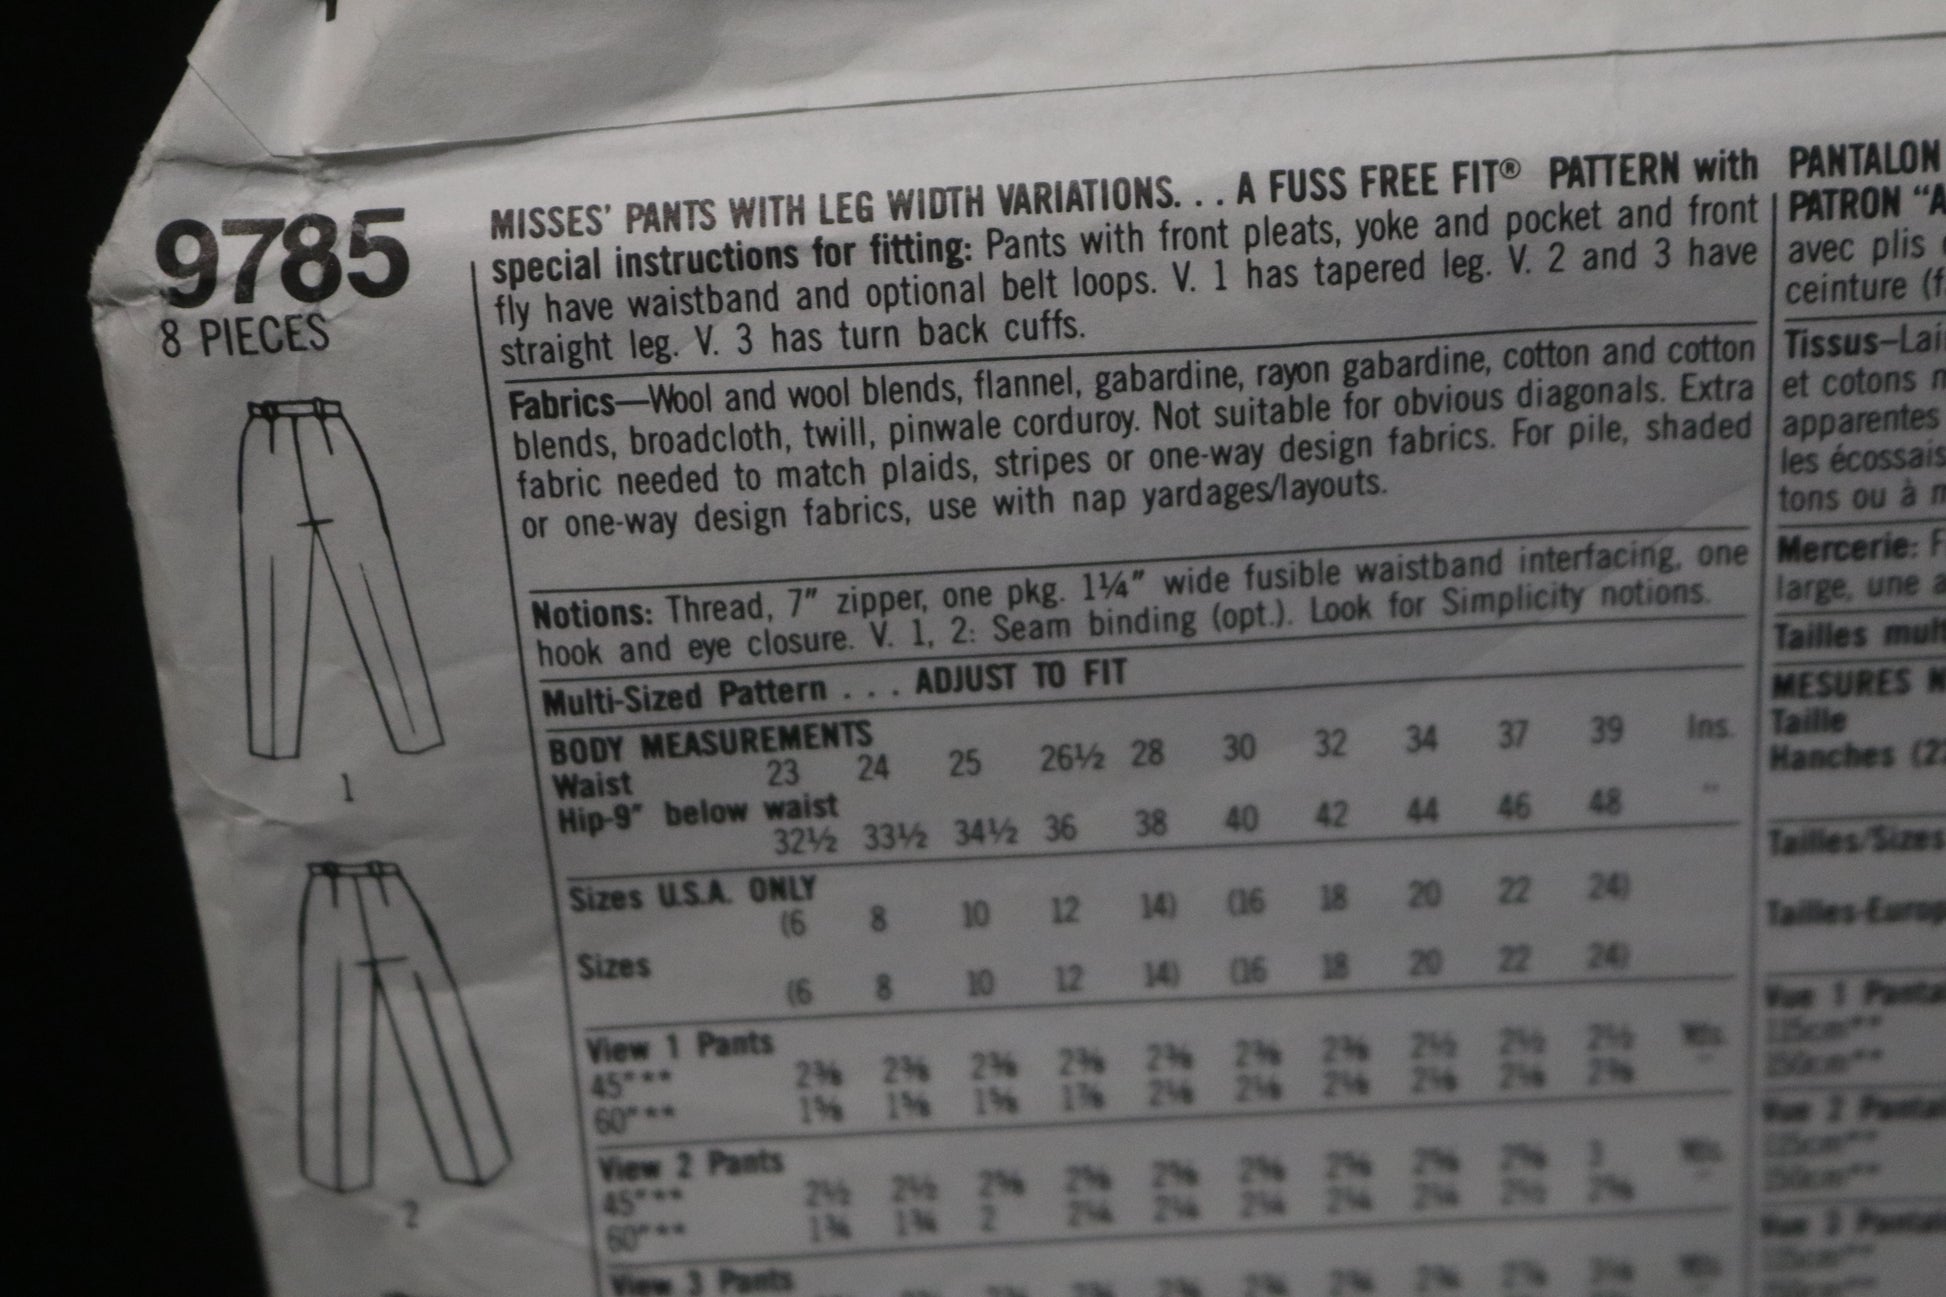 9785
8 PIECES
1
2
MISSES' PANTS WITH LEG WIDTH VARIATIONS. . . A FUSS FREE FIT® PATTERN with
special instructions for fitting: Pants with front pleats, yoke and pocket and front
fly have waistband and optional belt loops. V. 1 has tapered leg. V. 2 and 3 have
straight leg. V. 3 has turn back cuffs.
Fabrics—Wool and wool blends, flannel, gabardine, rayon gabardine, cotton and cotton
blends, broadcloth, twill, pinwale corduroy. Not suitable for obvious diagonals. Extra
fabric needed to match plaids, stripes or one-way design fabrics. For pile, shaded
or one-way design fabrics, use with nap yardages/layouts.
Notions: Thread, 7" zipper, one pkg. 1¼" wide fusible waistband interfacing, one
hook and eye closure. V. 1, 2: Seam binding (opt.). Look for Simplicity notions.
Multi-Sized Pattern . . . ADJUST TO FIT
BODY MEASUREMENTS
Waist 23 24 25 26½ 28 30 32 34 37 39 Ins.
Hip-9" below waist
32½ 33½ 34½ 36 38 40 42 44 46 48 "
Sizes U.S.A. ONLY
(6 8 10 12 14) (16 18 20 22 24)
Sizes
(6 8 10 12 14) (16 18 20 22 24)
View 1 Pants
45"***
60"***
View 2 Pants
45"***
60"***
View 3 Pants
PANTALON
PATRON "A
avec plis
ceinture (f
Tissus—Lai
et cotons
apparentes
les écossais
tons ou à
Mercerie: F
large, une a
Tailles mult
MESURES N
Taille
Hanches (2
Tailles/Sizes
Tailles-Europ
Vue 1 Panta
Vue 2 Panta